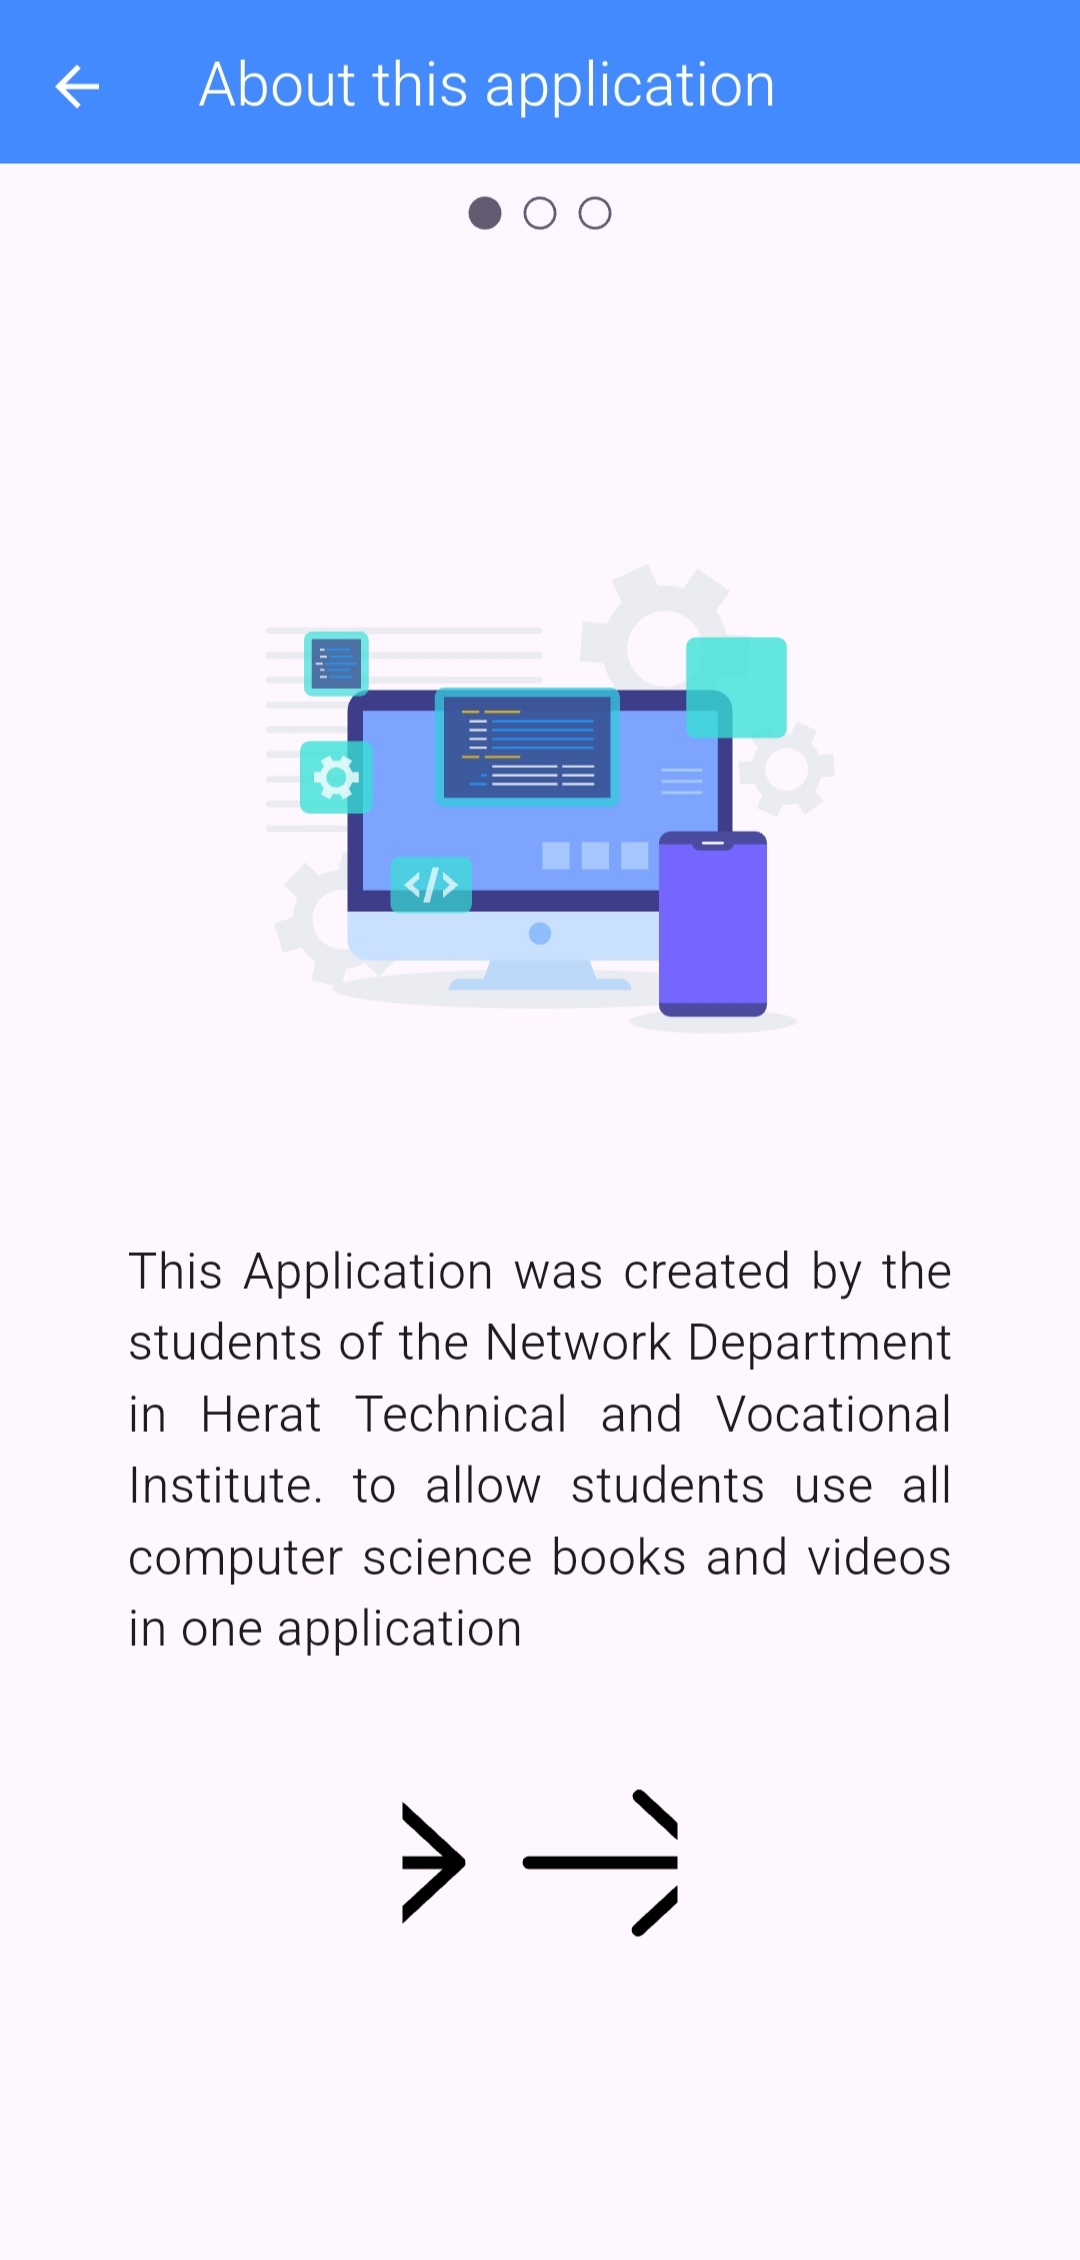 About this application
</>
This Application was created by the
students of the Network Department
in Herat Technical and Vocational
Institute. to allow students use all
computer science books and videos
in one application